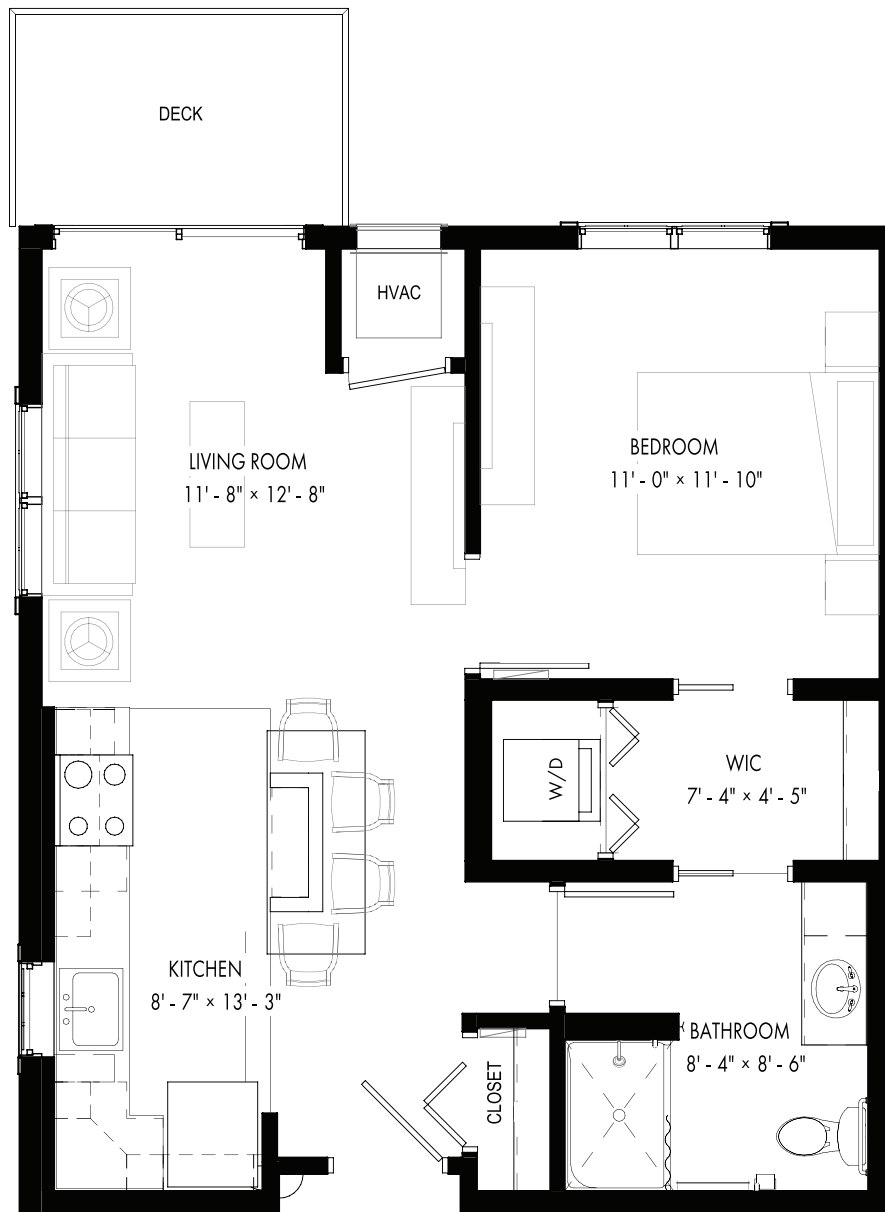 DECK
HVAC
LIVING ROOM
11' - 8" × 12' - 8"
BEDROOM
11' - 0" × 11' - 10"
W/D
WIC
7' - 4" × 4' - 5"
KITCHEN
8' - 7" × 13' - 3"
CLOSET
BATHROOM
8' - 4" × 8' - 6"